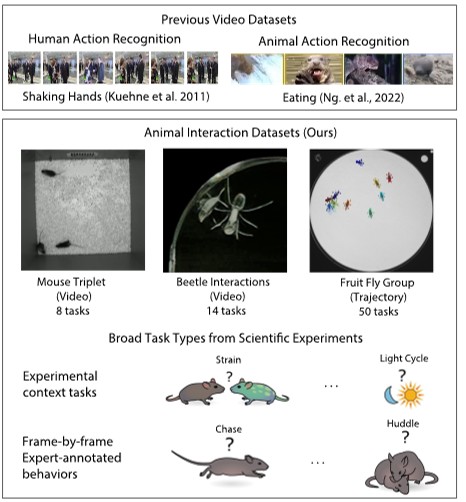 Previous Video Datasets
Human Action Recognition
Animal Action Recognition
Shaking Hands (Kuehne et al. 2011)
Eating (Ng. et al., 2022)
Animal Interaction Datasets (Ours)
Mouse Triplet
(Video)
8 tasks
Beetle Interactions
(Video)
14 tasks
Fruit Fly Group
(Trajectory)
50 tasks
Broad Task Types from Scientific Experiments
Experimental
context tasks
Strain
?
...
Light Cycle
?
Frame-by-frame
Expert-annotated
behaviors
Chase
?
...
Huddle
?